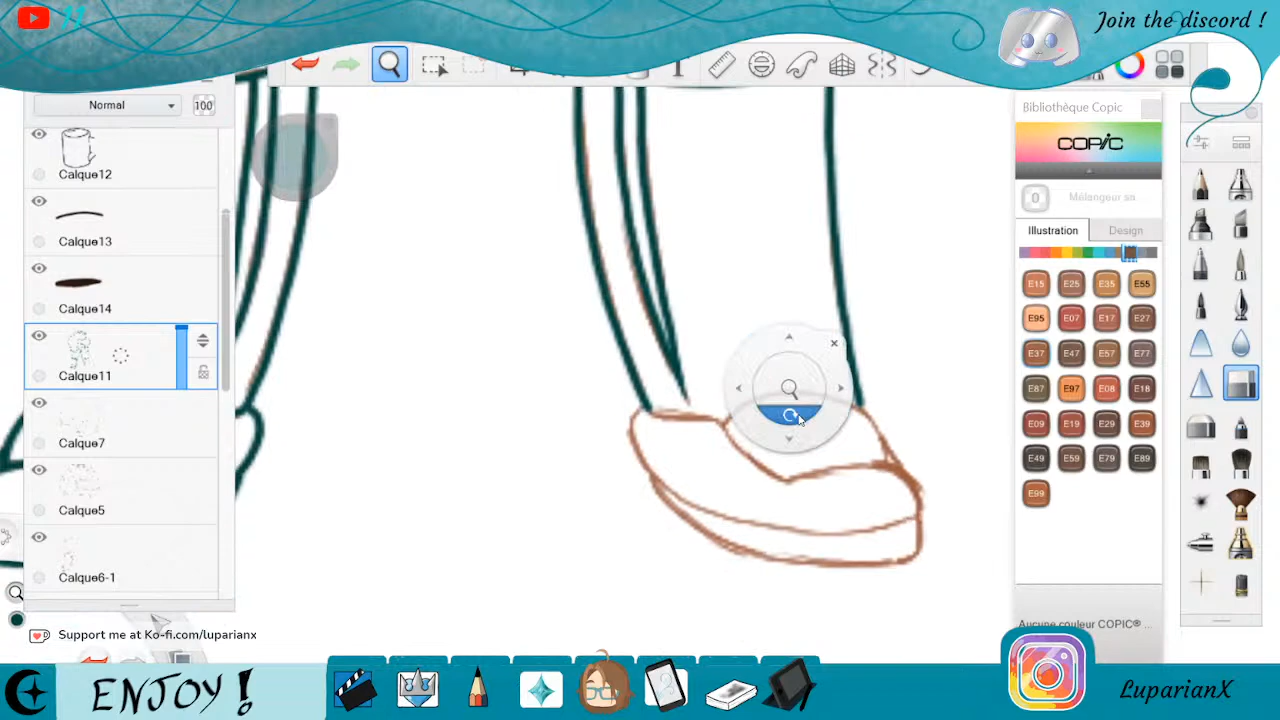 Join the discord !
Normal
100
Calque12
Calque13
Calque14
Calque11
Calque7
Calque5
Calque6-1
Bibliothèque Copic
COPIC
0
Mélangeur sa
Illustration
Design
E15
E25
E35
E55
E95
E07
E17
E27
E37
E47
E57
E77
E87
E97
E08
E18
E09
E19
E29
E39
E49
E59
E79
E89
E99
Aucune couleur COPIC® ...
Support me at Ko-fi.com/luparianx
ENJOY !
LuparianX